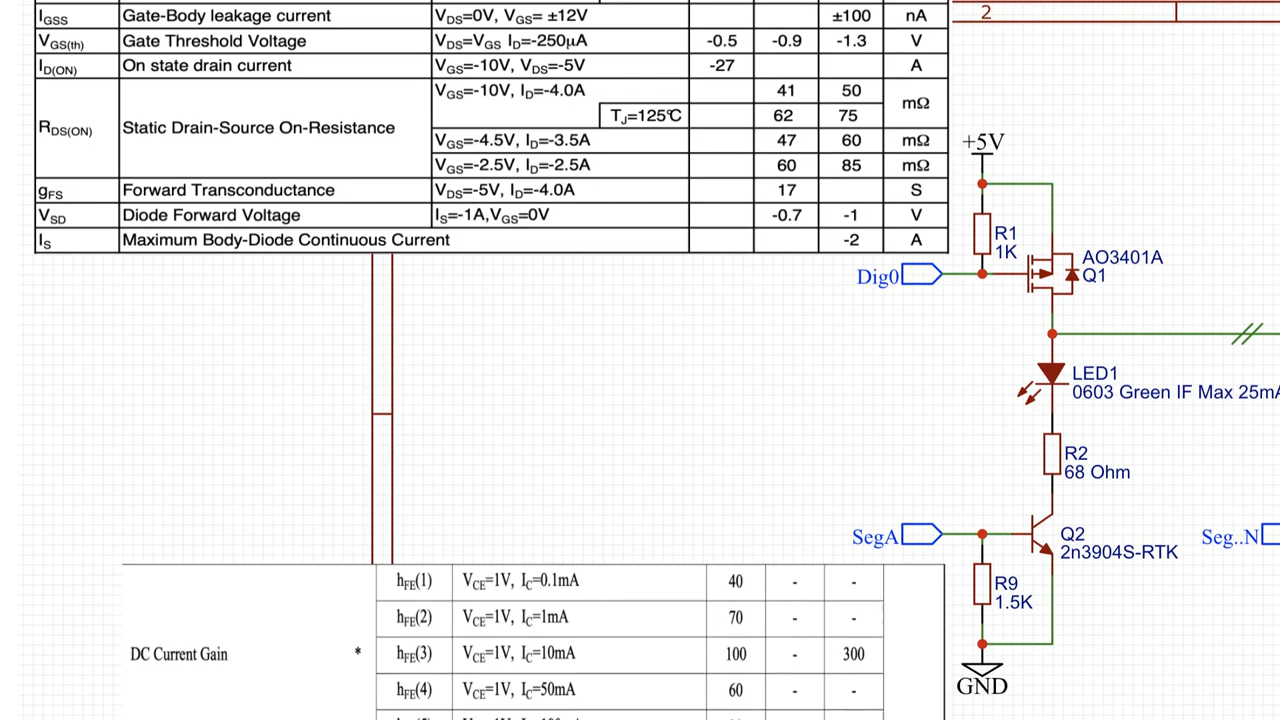 IGSS Gate-Body leakage current VDS=0V, VGS= ±12V ±100 nA
VGS(th) Gate Threshold Voltage VDS=VGS ID=-250μA -0.5 -0.9 -1.3 V
ID(ON) On state drain current VGS=-10V, VDS=-5V -27 A
RDS(ON) Static Drain-Source On-Resistance VGS=-10V, ID=-4.0A 41 50 mΩ
TJ=125℃ 62 75
VGS=-4.5V, ID=-3.5A 47 60 mΩ
VGS=-2.5V, ID=-2.5A 60 85 mΩ
gFS Forward Transconductance VDS=-5V, ID=-4.0A 17 S
VSD Diode Forward Voltage IS=-1A,VGS=0V -0.7 -1 V
IS Maximum Body-Diode Continuous Current -2 A
2
+5V
R1
1K
AO3401A
Q1
Dig0
LED1
0603 Green IF Max 25mA
R2
68 Ohm
SegA
Q2
2n3904S-RTK
Seg..N
R9
1.5K
GND
hFE(1) VCE=1V, IC=0.1mA 40 - -
hFE(2) VCE=1V, IC=1mA 70 - -
DC Current Gain * hFE(3) VCE=1V, IC=10mA 100 - 300
hFE(4) VCE=1V, IC=50mA 60 - -